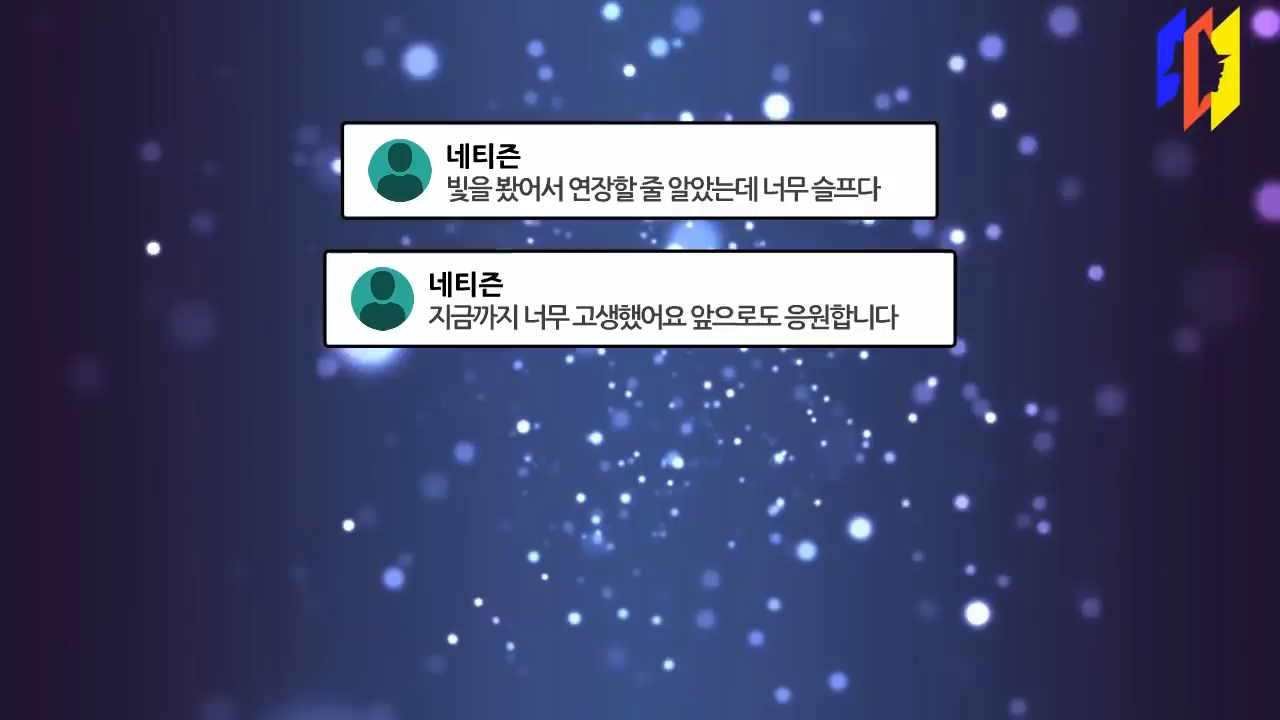 네티즌
빛을 봤어서 연장할 줄 알았는데 너무 슬프다
네티즌
지금까지 너무 고생했어요 앞으로도 응원합니다